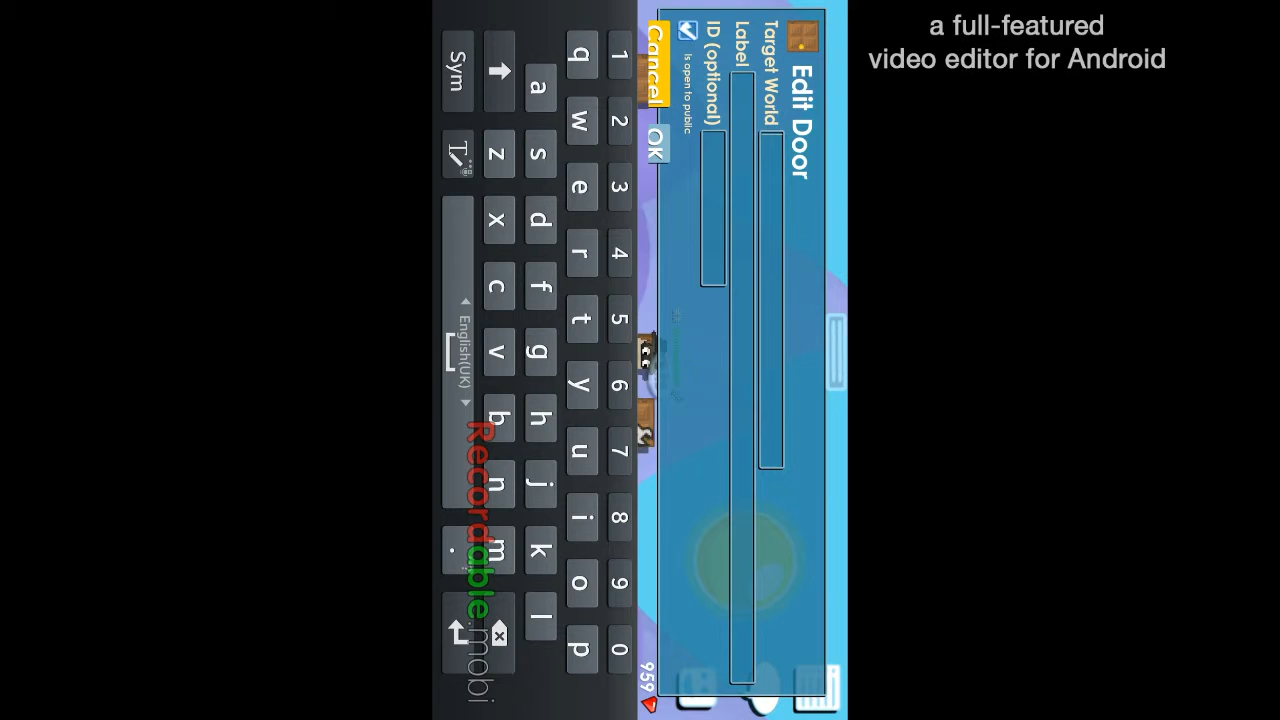 a full-featured
video editor for Android
Edit Door
Target World
Label
ID (optional)
Is open to public
Cancel OK
959
1 2 3 4 5 6 7 8 9 0
q w e r t y u i o p
a s d f g h j k l
z x c v b n m
Sym English(UK) .
Recordable.mobi